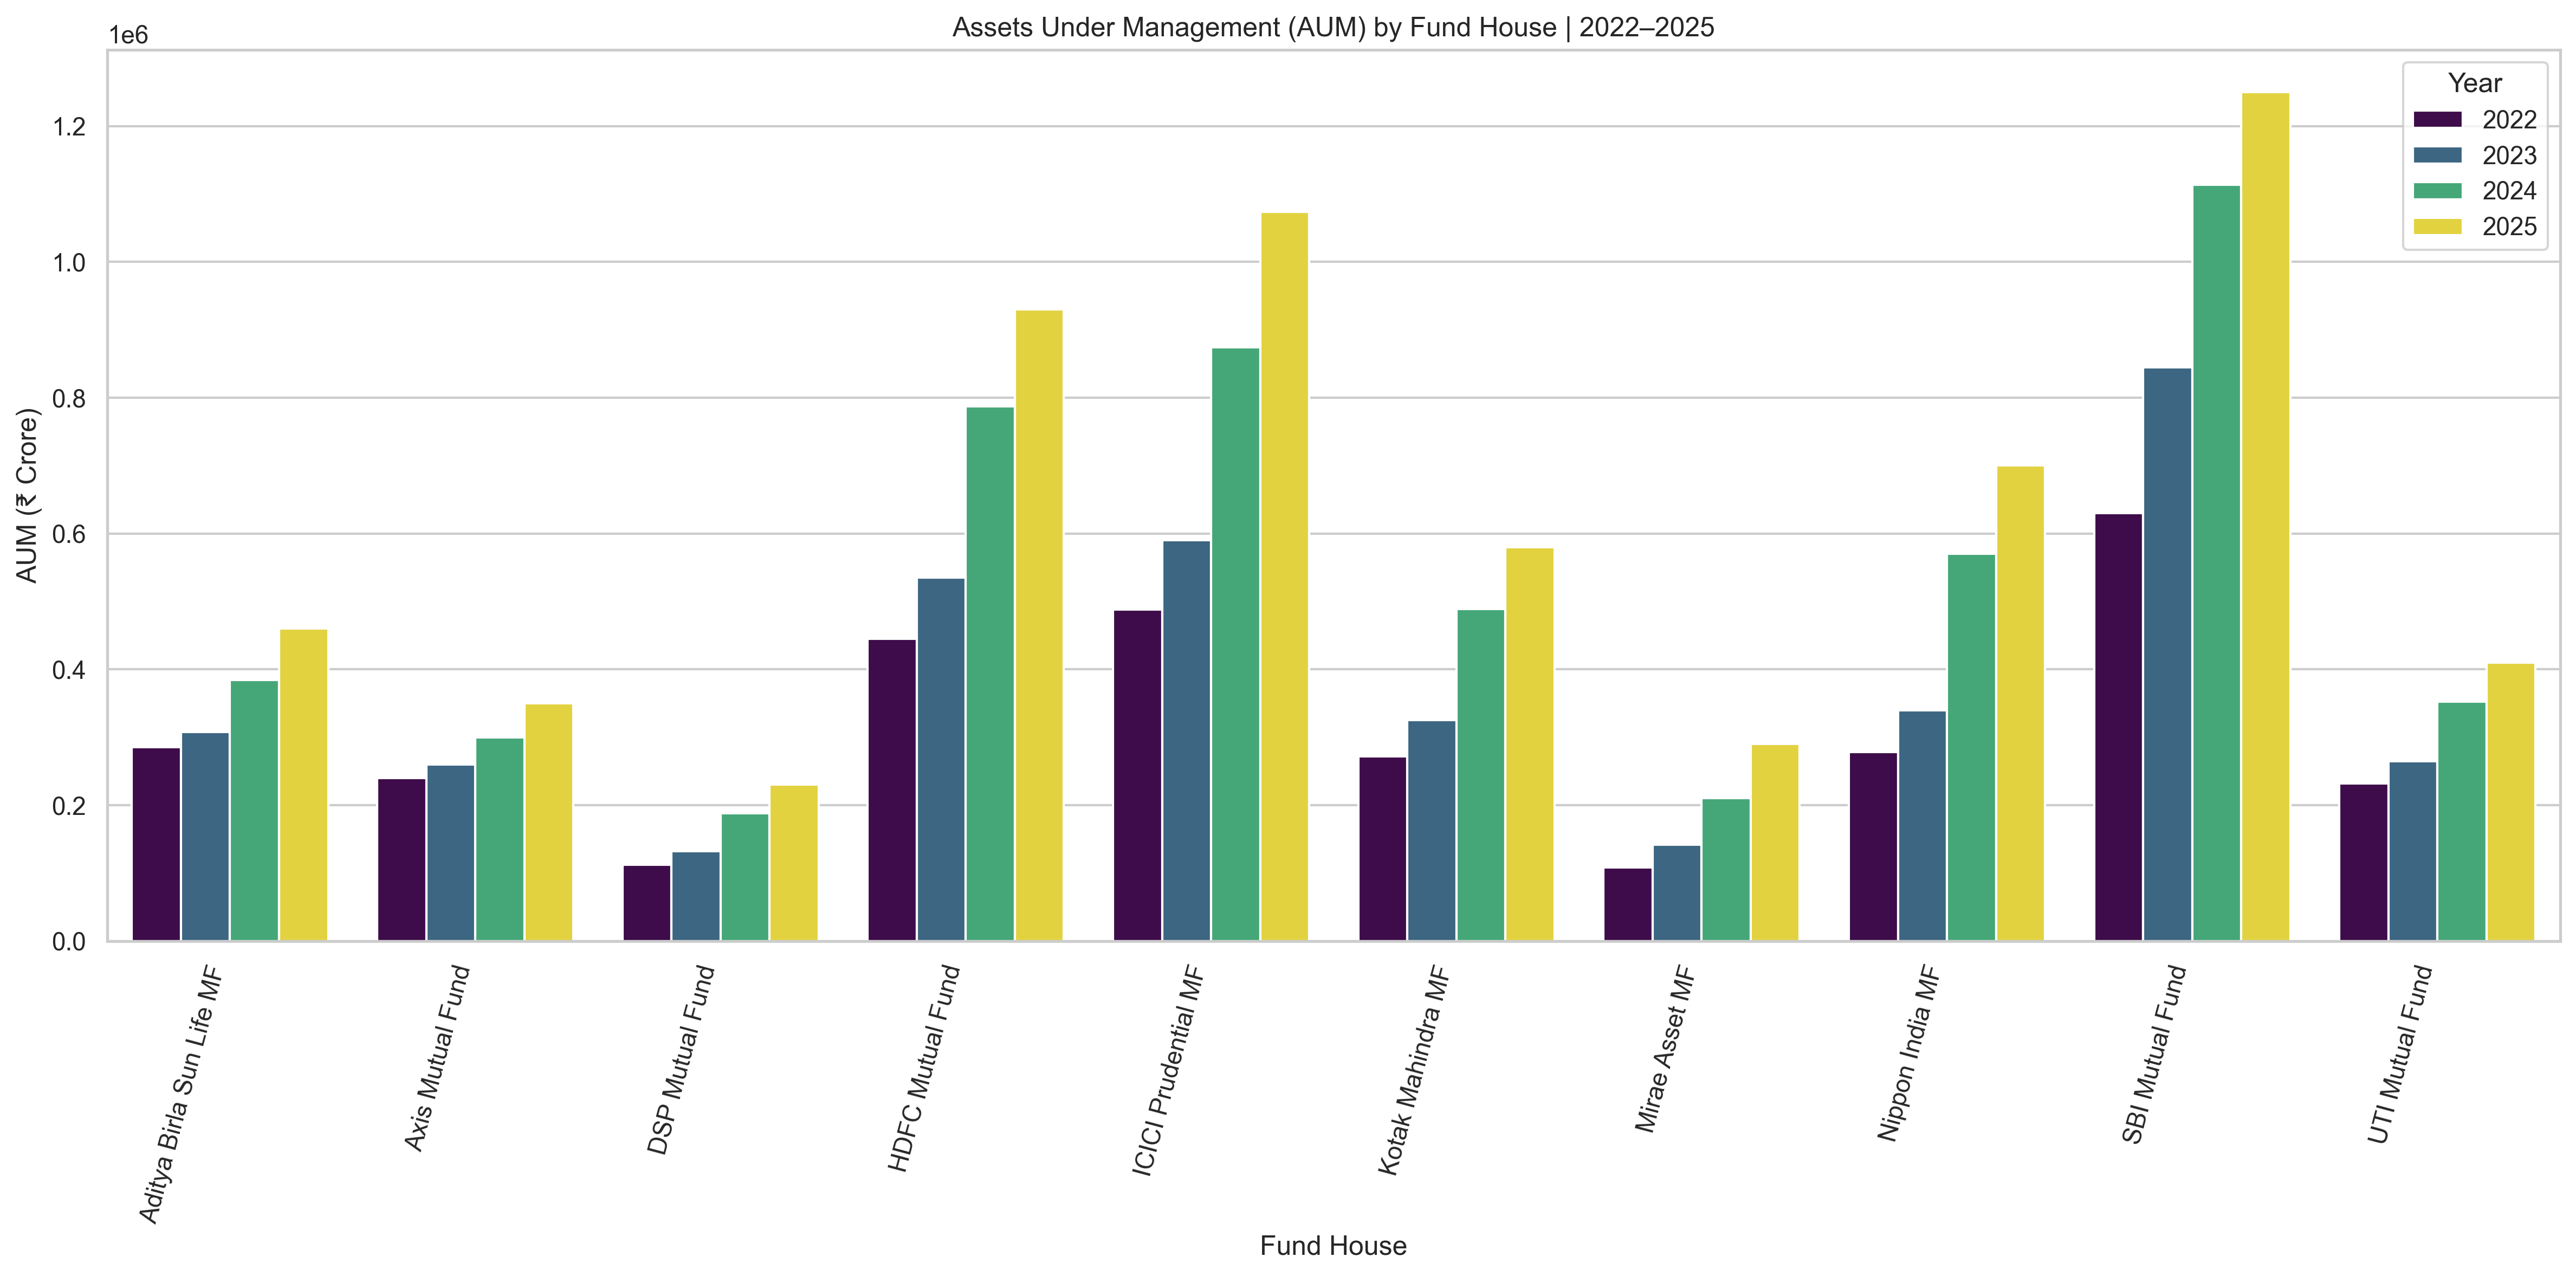 Assets Under Management (AUM) by Fund House | 2022–2025
1e6
1.2
1.0
0.8
0.6
0.4
0.2
0.0
AUM (₹ Crore)
Year
2022
2023
2024
2025
Aditya Birla Sun Life MF
Axis Mutual Fund
DSP Mutual Fund
HDFC Mutual Fund
ICICI Prudential MF
Kotak Mahindra MF
Mirae Asset MF
Nippon India MF
SBI Mutual Fund
UTI Mutual Fund
Fund House